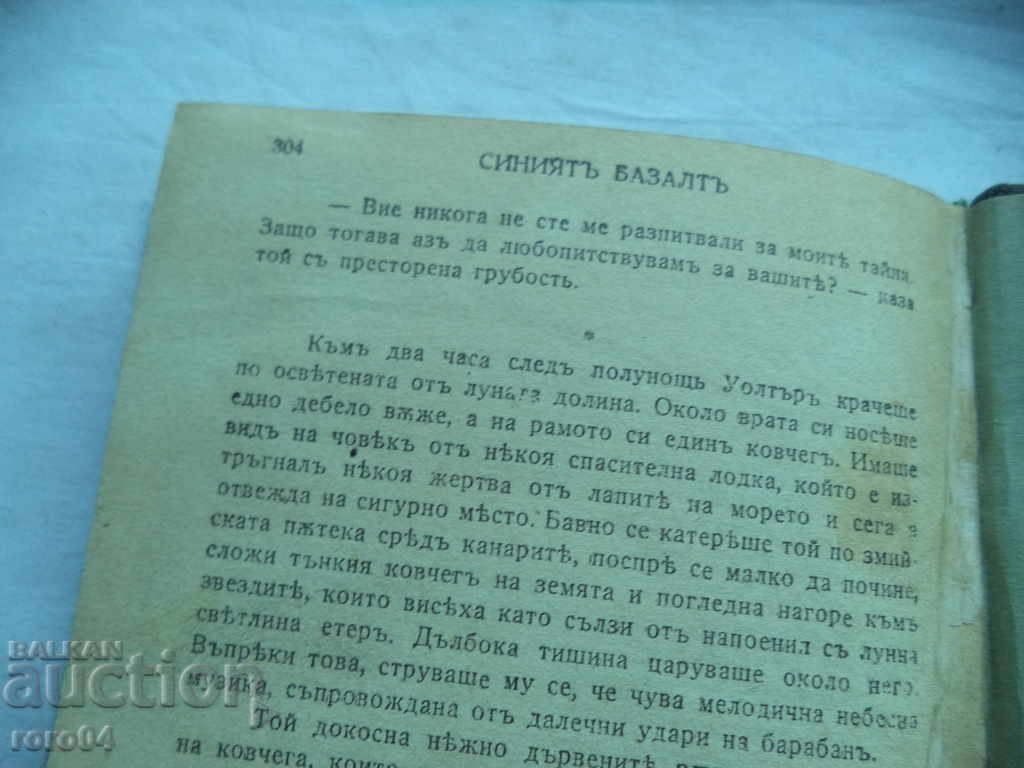 304
СИНИЯТЪ БАЗАЛТЪ
— Вие никога не сте ме разпитвали за моитѣ тайни.
Защо тогава азъ да любопитствувамъ за вашитѣ? — каза
той съ престорена грубость.
*
Къмъ два часа следъ полунощь Уолтъръ крачеше
по освѣтената отъ луната долина. Около врата си носѣше
едно дебело вѫже, а на рамото си единъ ковчегъ. Имаше
видъ на човѣкъ отъ нѣкоя спасителна лодка, който е из-
тръгналъ нѣкоя жертва отъ лапитѣ на морето и сега я
отвежда на сигурно мѣсто. Бавно се катерѣше той по змий-
ската пѫтека срѣдъ канаритѣ, поспрѣ се малко да почине,
сложи тънкия ковчегъ на земята и погледна нагоре къмъ
звездитѣ, които висѣха като сълзи отъ напоенил съ лунна
свѣтлина етеръ. Дълбока тишина царуваше около него.
Въпрѣки това, струваше му се, че чува мелодична небесна
музика, съпровождана отъ далечни удари на барабанъ.
Той докосна нѣжно дървенитѣ
на ковчега, които
BALKAN
auction
roro04